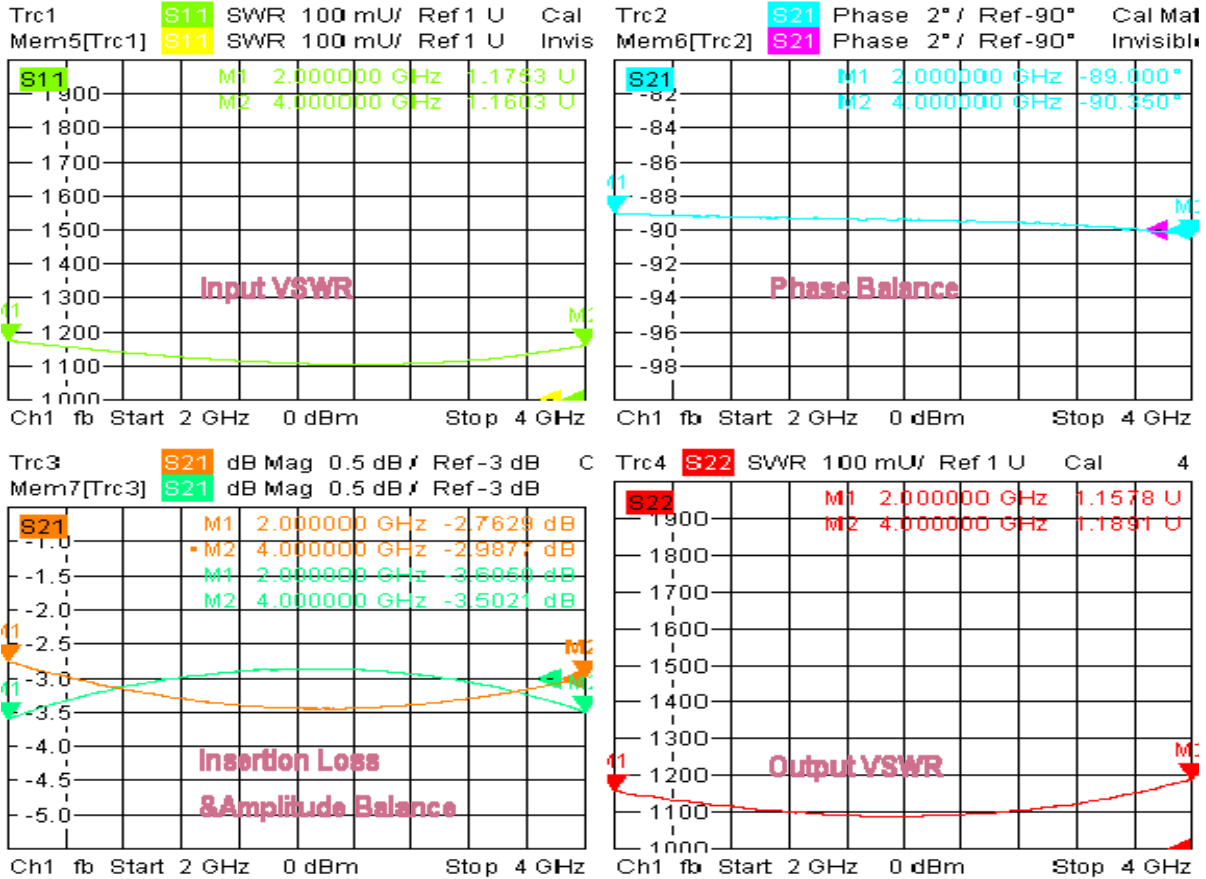 Trc1 S11 SWR 100 mU/ Ref 1 U Cal
Mem5[Trc1] S11 SWR 100 mU/ Ref 1 U Invis
S11
M1 2.000000 GHz 1.1753 U
M2 4.000000 GHz 1.1603 U
1900
1800
1700
1600
1500
1400
1300
1200
1100
1000
M1
M2
Input VSWR
Ch1 fb Start 2 GHz 0 dBm Stop 4 GHz
Trc2 S21 Phase 2°/ Ref -90° Cal Mat
Mem6[Trc2] S21 Phase 2°/ Ref -90° Invisible
S21
M1 2.000000 GHz -89.000°
M2 4.000000 GHz -90.350°
-82
-84
-86
-88
-90
-92
-94
-96
-98
Phase Balance
Ch1 fb Start 2 GHz 0 dBm Stop 4 GHz
Trc3 S21 dB Mag 0.5 dB / Ref -3 dB C
Mem7[Trc3] S21 dB Mag 0.5 dB / Ref -3 dB
S21
M1 2.000000 GHz -2.7629 dB
•M2 4.000000 GHz -2.9877 dB
M1 2.000000 GHz -3.6050 dB
M2 4.000000 GHz -3.5021 dB
-1.0
-1.5
-2.0
-2.5
-3.0
-3.5
-4.0
-4.5
-5.0
Insertion Loss
&Amplitude Balance
Ch1 fb Start 2 GHz 0 dBm Stop 4 GHz
Trc4 S22 SWR 100 mU/ Ref 1 U Cal 4
S22
M1 2.000000 GHz 1.1578 U
M2 4.000000 GHz 1.1891 U
1900
1800
1700
1600
1500
1400
1300
1200
1100
1000
Output VSWR
Ch1 fb Start 2 GHz 0 dBm Stop 4 GHz